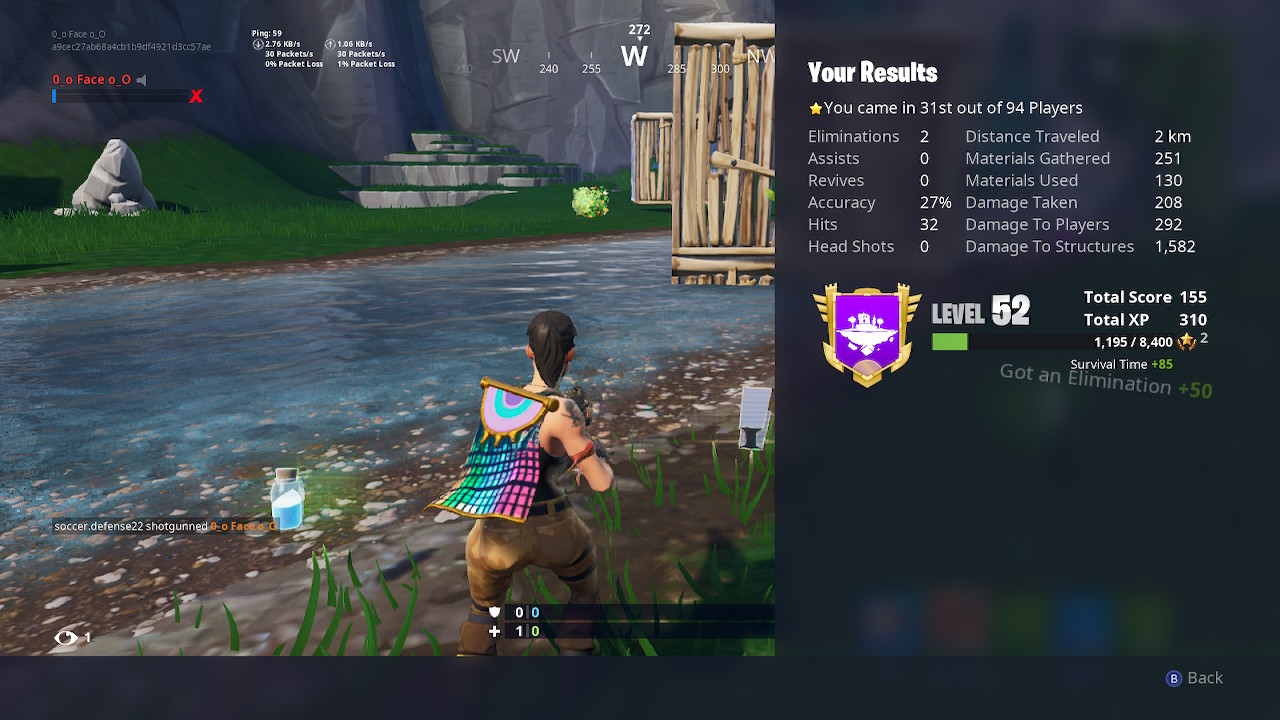 0_o Face o_O
a9cec27ab68a4cb1b9df4921d3cc57ae
Ping: 59
2.76 KB/s 1.06 KB/s
30 Packets/s 30 Packets/s
0% Packet Loss 1% Packet Loss
0_o Face o_O
X
272
SW W NW
210 240 255 285 300
soccer.defense22 shotgunned 0_o Face o_O
0 | 0
1 | 0
1
Your Results
You came in 31st out of 94 Players
Eliminations 2 Distance Traveled 2 km
Assists 0 Materials Gathered 251
Revives 0 Materials Used 130
Accuracy 27% Damage Taken 208
Hits 32 Damage To Players 292
Head Shots 0 Damage To Structures 1,582
LEVEL 52
Total Score 155
Total XP 310
1,195 / 8,400 2
Survival Time +85
Got an Elimination +50
B Back